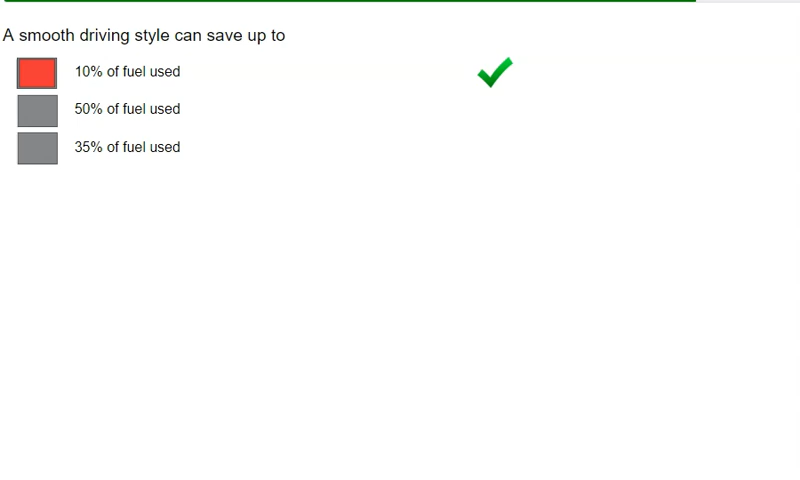 A smooth driving style can save up to
10% of fuel used
50% of fuel used
35% of fuel used